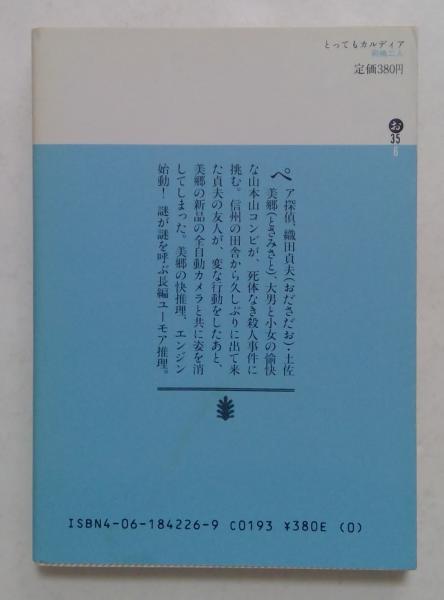 とってもカルディア
岡嶋二人
定価380円
お
35
6
ペア探偵、織田貞夫(おださだお)・土佐
美郷(とさみさと)、大男と小女の愉快
な山本山コンビが、死体なき殺人事件に
挑む。信州の田舎から久しぶりに出て来
た貞夫の友人が、変な行動をしたあと、
美郷の新品の全自動カメラと共に姿を消
してしまった。美郷の快推理、エンジン
始動! 謎が謎を呼ぶ長編ユーモア推理。
ISBN4-06-184226-9 C0193 ¥380E (0)